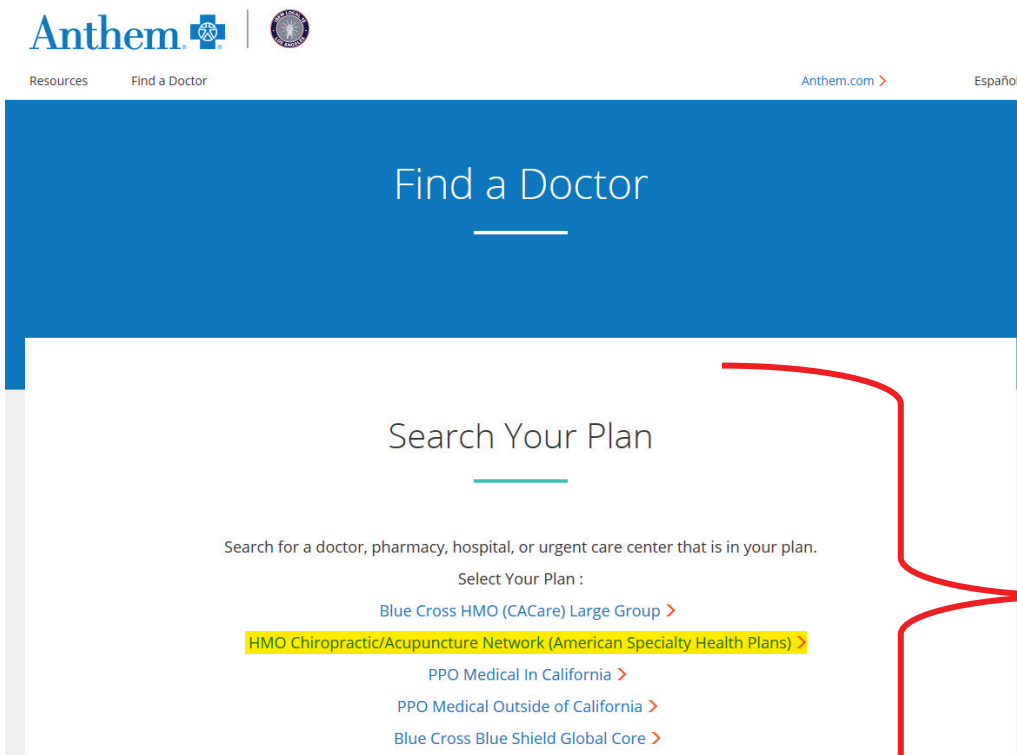 Anthem
Resources Find a Doctor Anthem.com > Español
Find a Doctor
Search Your Plan
Search for a doctor, pharmacy, hospital, or urgent care center that is in your plan.
Select Your Plan :
Blue Cross HMO (CACare) Large Group >
HMO Chiropractic/Acupuncture Network (American Specialty Health Plans) >
PPO Medical In California >
PPO Medical Outside of California >
Blue Cross Blue Shield Global Core >